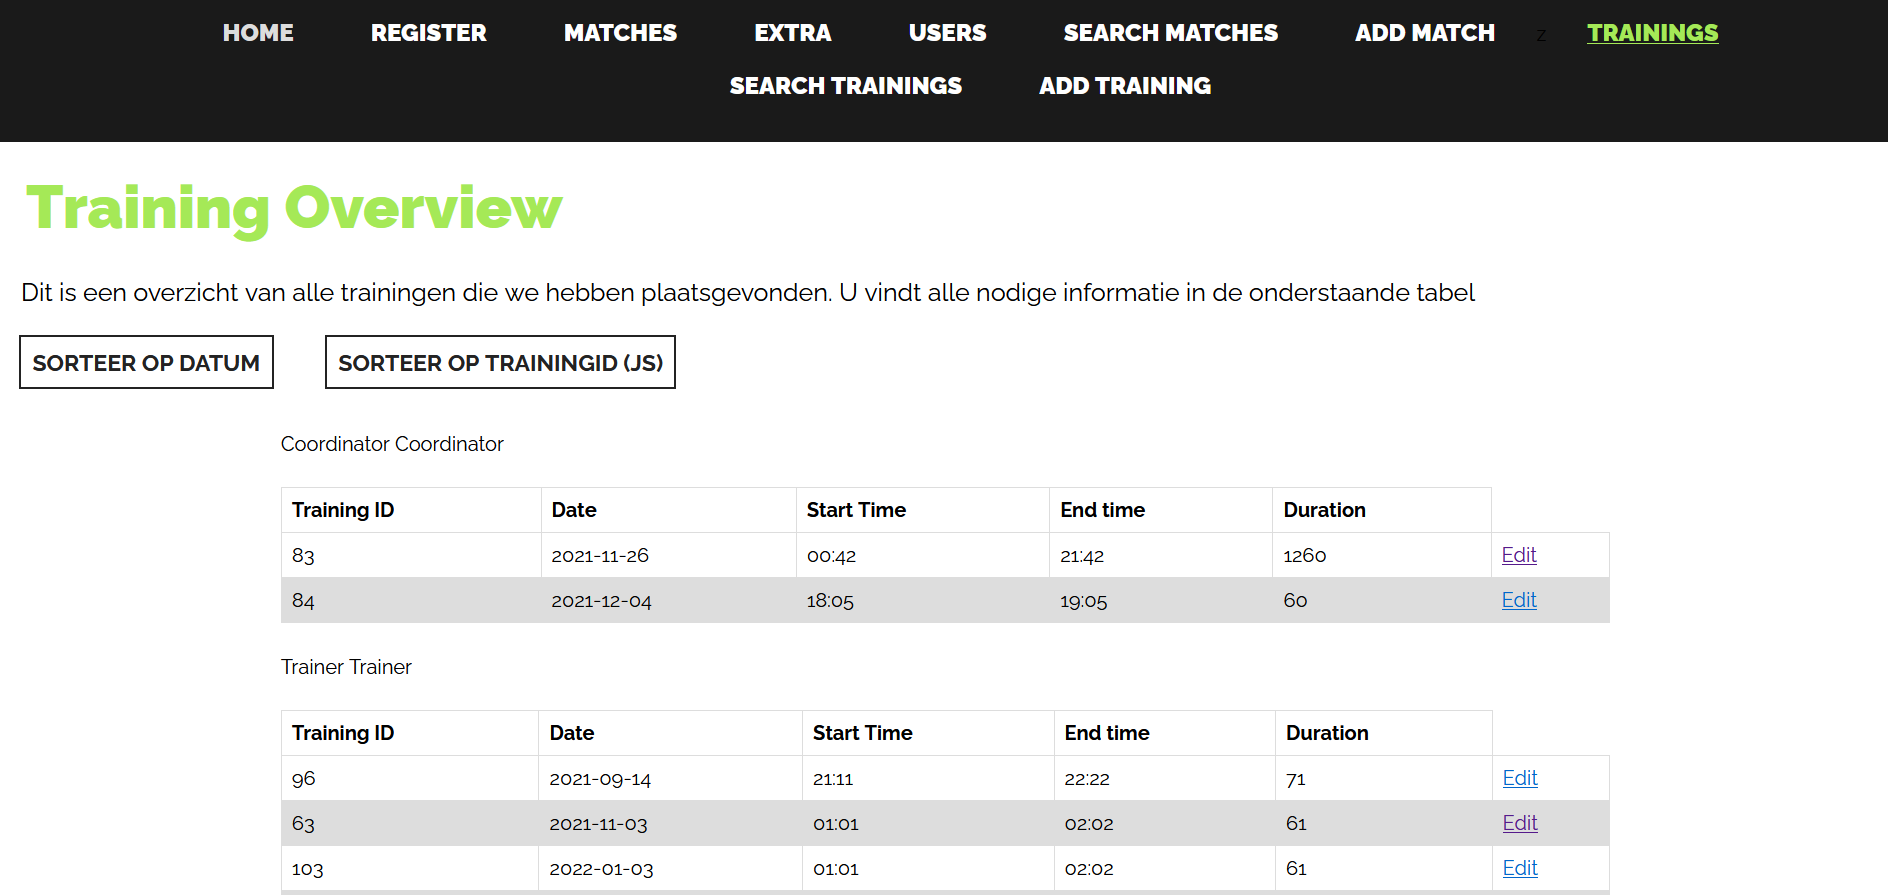 HOME REGISTER MATCHES EXTRA USERS SEARCH MATCHES ADD MATCH z TRAININGS
SEARCH TRAININGS ADD TRAINING
Training Overview
Dit is een overzicht van alle trainingen die we hebben plaatsgevonden. U vindt alle nodige informatie in de onderstaande tabel
SORTEER OP DATUM SORTEER OP TRAININGID (JS)
Coordinator Coordinator
Training ID Date Start Time End time Duration
83 2021-11-26 00:42 21:42 1260 Edit
84 2021-12-04 18:05 19:05 60 Edit
Trainer Trainer
Training ID Date Start Time End time Duration
96 2021-09-14 21:11 22:22 71 Edit
63 2021-11-03 01:01 02:02 61 Edit
103 2022-01-03 01:01 02:02 61 Edit